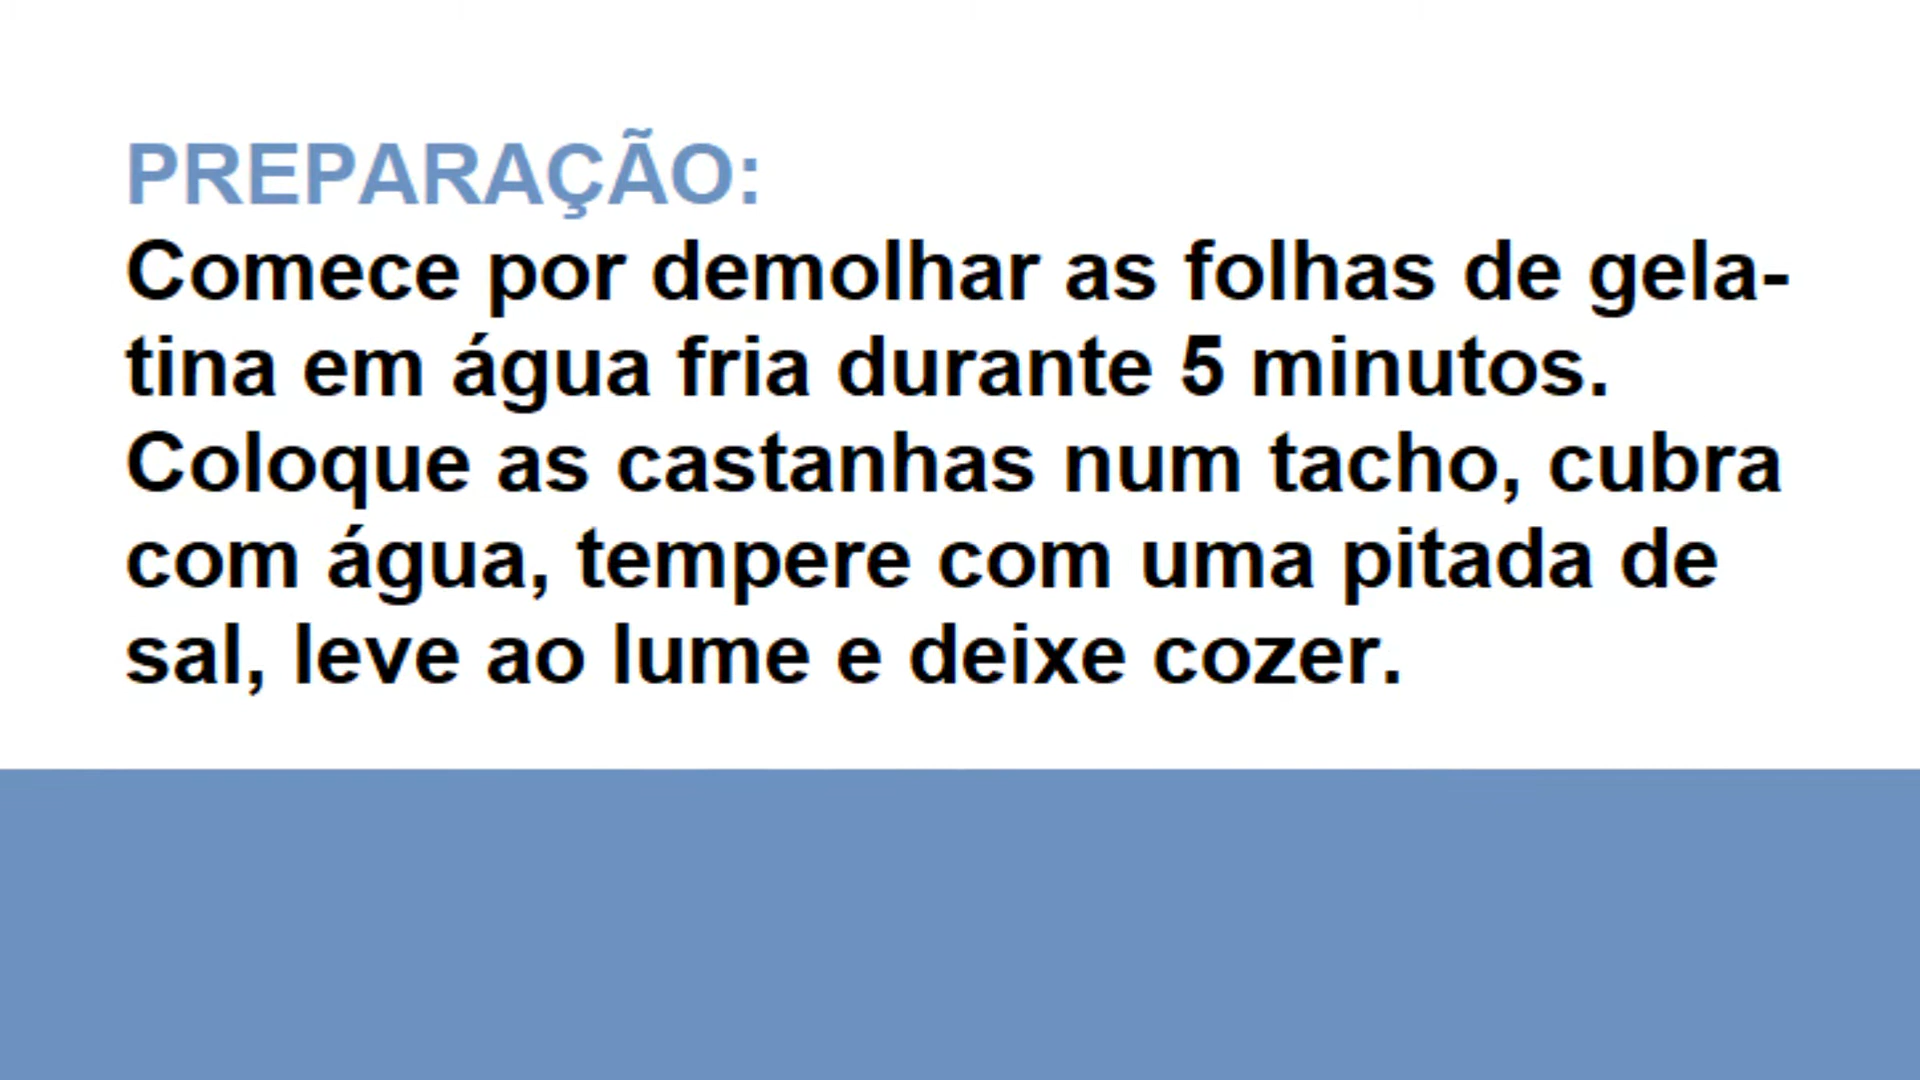 PREPARAÇÃO:
Comece por demolhar as folhas de gela-
tina em água fria durante 5 minutos.
Coloque as castanhas num tacho, cubra
com água, tempere com uma pitada de
sal, leve ao lume e deixe cozer.